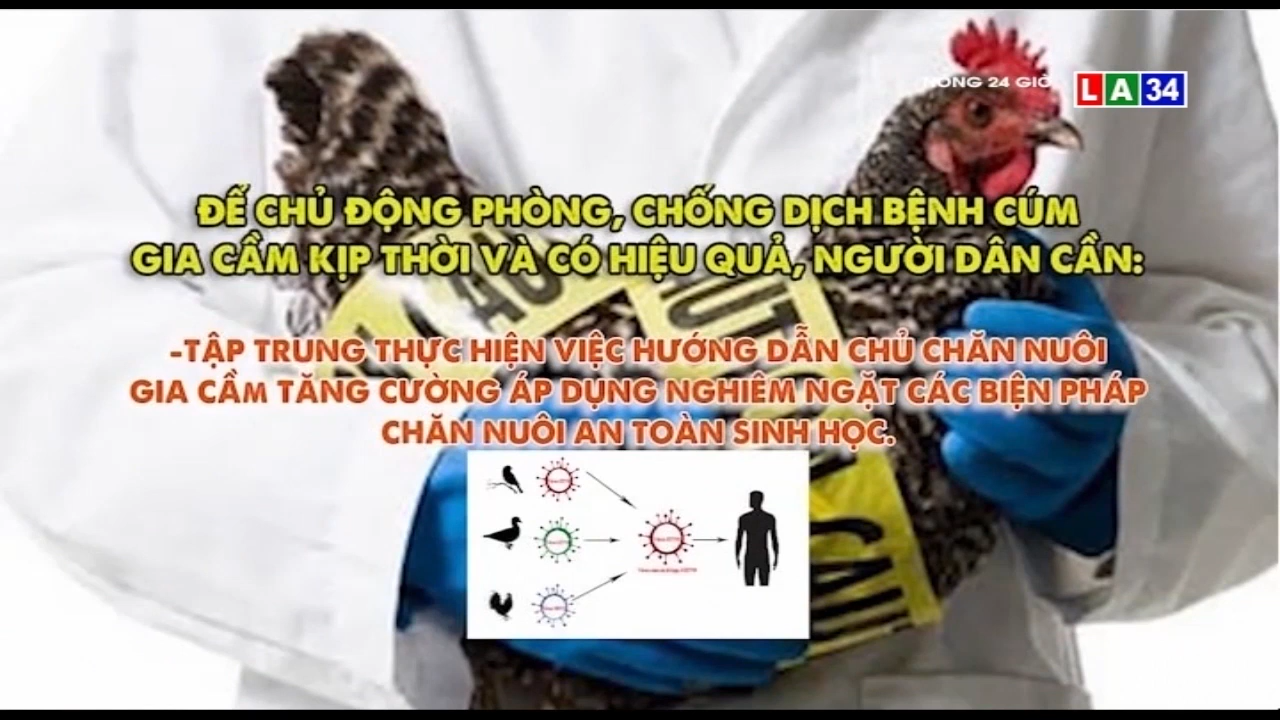 NÓNG 24 GIỜ
LA34
ĐỂ CHỦ ĐỘNG PHÒNG, CHỐNG DỊCH BỆNH CÚM
GIA CẦM KỊP THỜI VÀ CÓ HIỆU QUẢ, NGƯỜI DÂN CẦN:
-TẬP TRUNG THỰC HIỆN VIỆC HƯỚNG DẪN CHỦ CHĂN NUÔI
GIA CẦM TĂNG CƯỜNG ÁP DỤNG NGHIÊM NGẶT CÁC BIỆN PHÁP
CHĂN NUÔI AN TOÀN SINH HỌC.